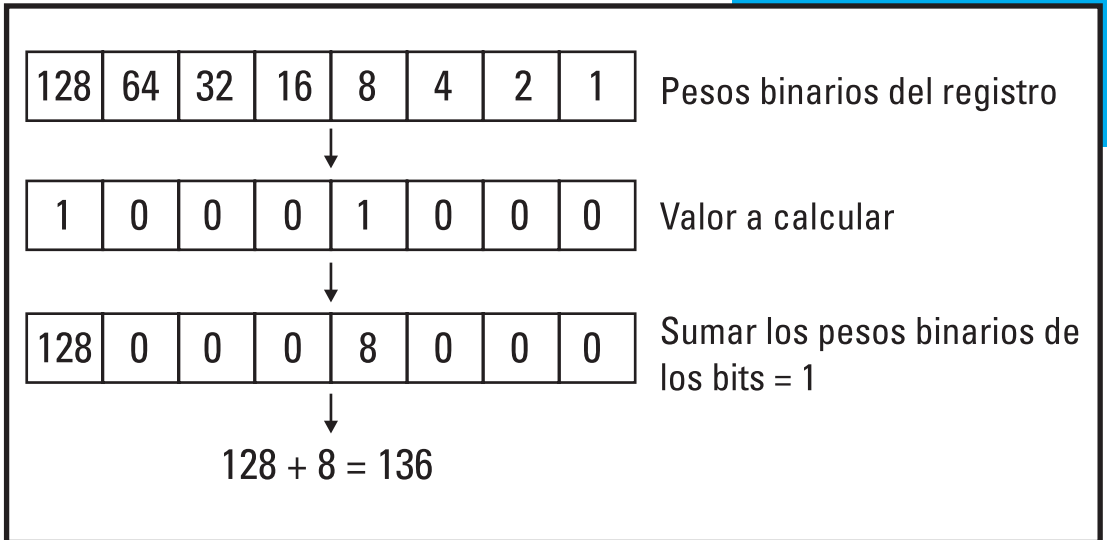 128 64 32 16 8 4 2 1 Pesos binarios del registro
1 0 0 0 1 0 0 0 Valor a calcular
128 0 0 0 8 0 0 0 Sumar los pesos binarios de
los bits = 1
128 + 8 = 136